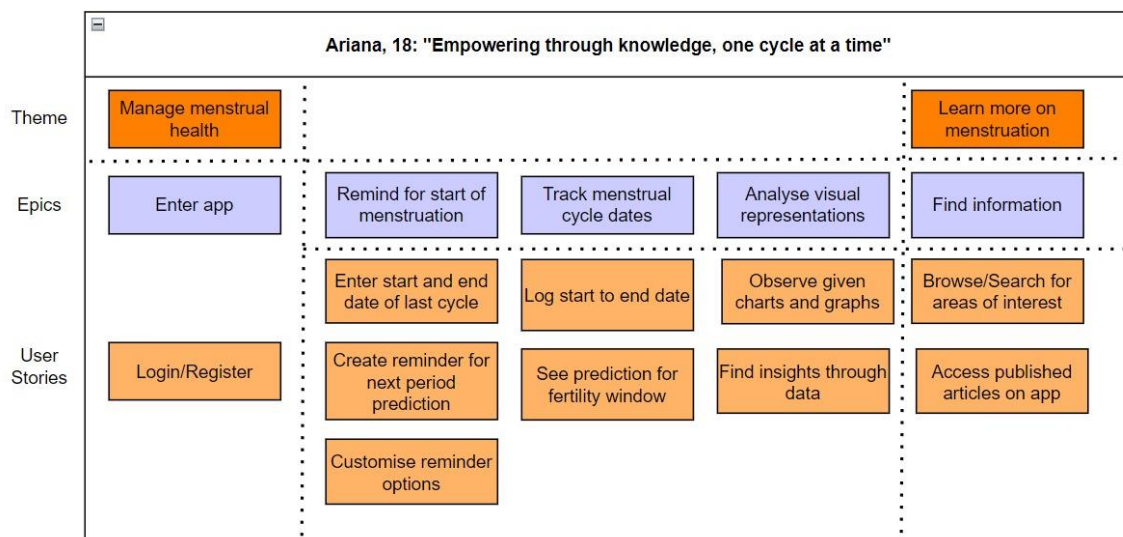 Ariana, 18: "Empowering through knowledge, one cycle at a time"
Theme
Manage menstrual
health
Learn more on
menstruation
Epics
Enter app
Remind for start of
menstruation
Track menstrual
cycle dates
Analyse visual
representations
Find information
User
Stories
Login/Register
Enter start and end
date of last cycle
Create reminder for
next period
prediction
Customise reminder
options
Log start to end date
See prediction for
fertility window
Observe given
charts and graphs
Find insights through
data
Browse/Search for
areas of interest
Access published
articles on app